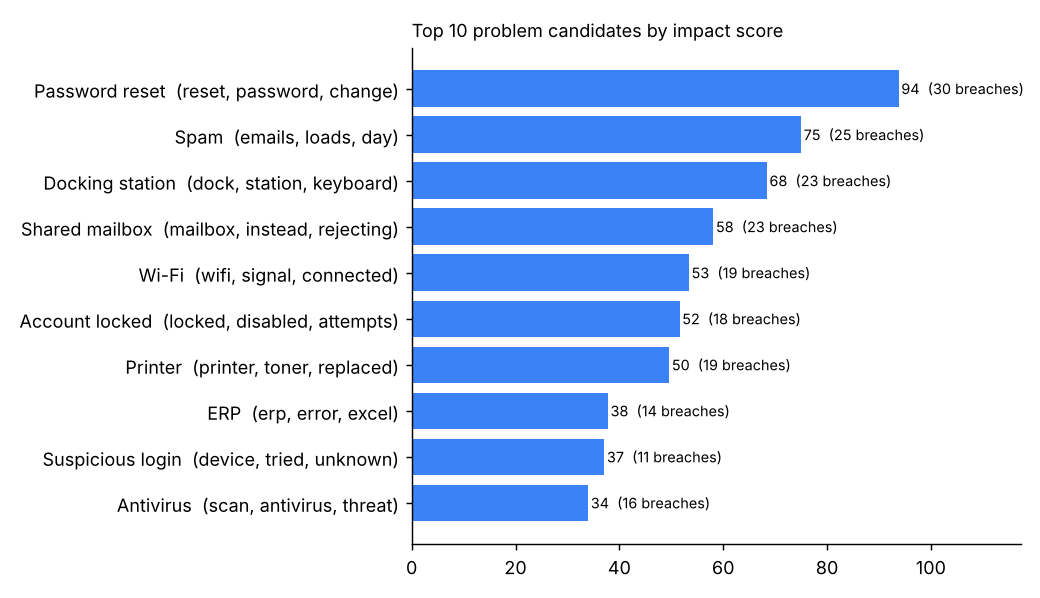 Top 10 problem candidates by impact score
Password reset  (reset, password, change)  94  (30 breaches)
Spam  (emails, loads, day)  75  (25 breaches)
Docking station  (dock, station, keyboard)  68  (23 breaches)
Shared mailbox  (mailbox, instead, rejecting)  58  (23 breaches)
Wi-Fi  (wifi, signal, connected)  53  (19 breaches)
Account locked  (locked, disabled, attempts)  52  (18 breaches)
Printer  (printer, toner, replaced)  50  (19 breaches)
ERP  (erp, error, excel)  38  (14 breaches)
Suspicious login  (device, tried, unknown)  37  (11 breaches)
Antivirus  (scan, antivirus, threat)  34  (16 breaches)
0  20  40  60  80  100